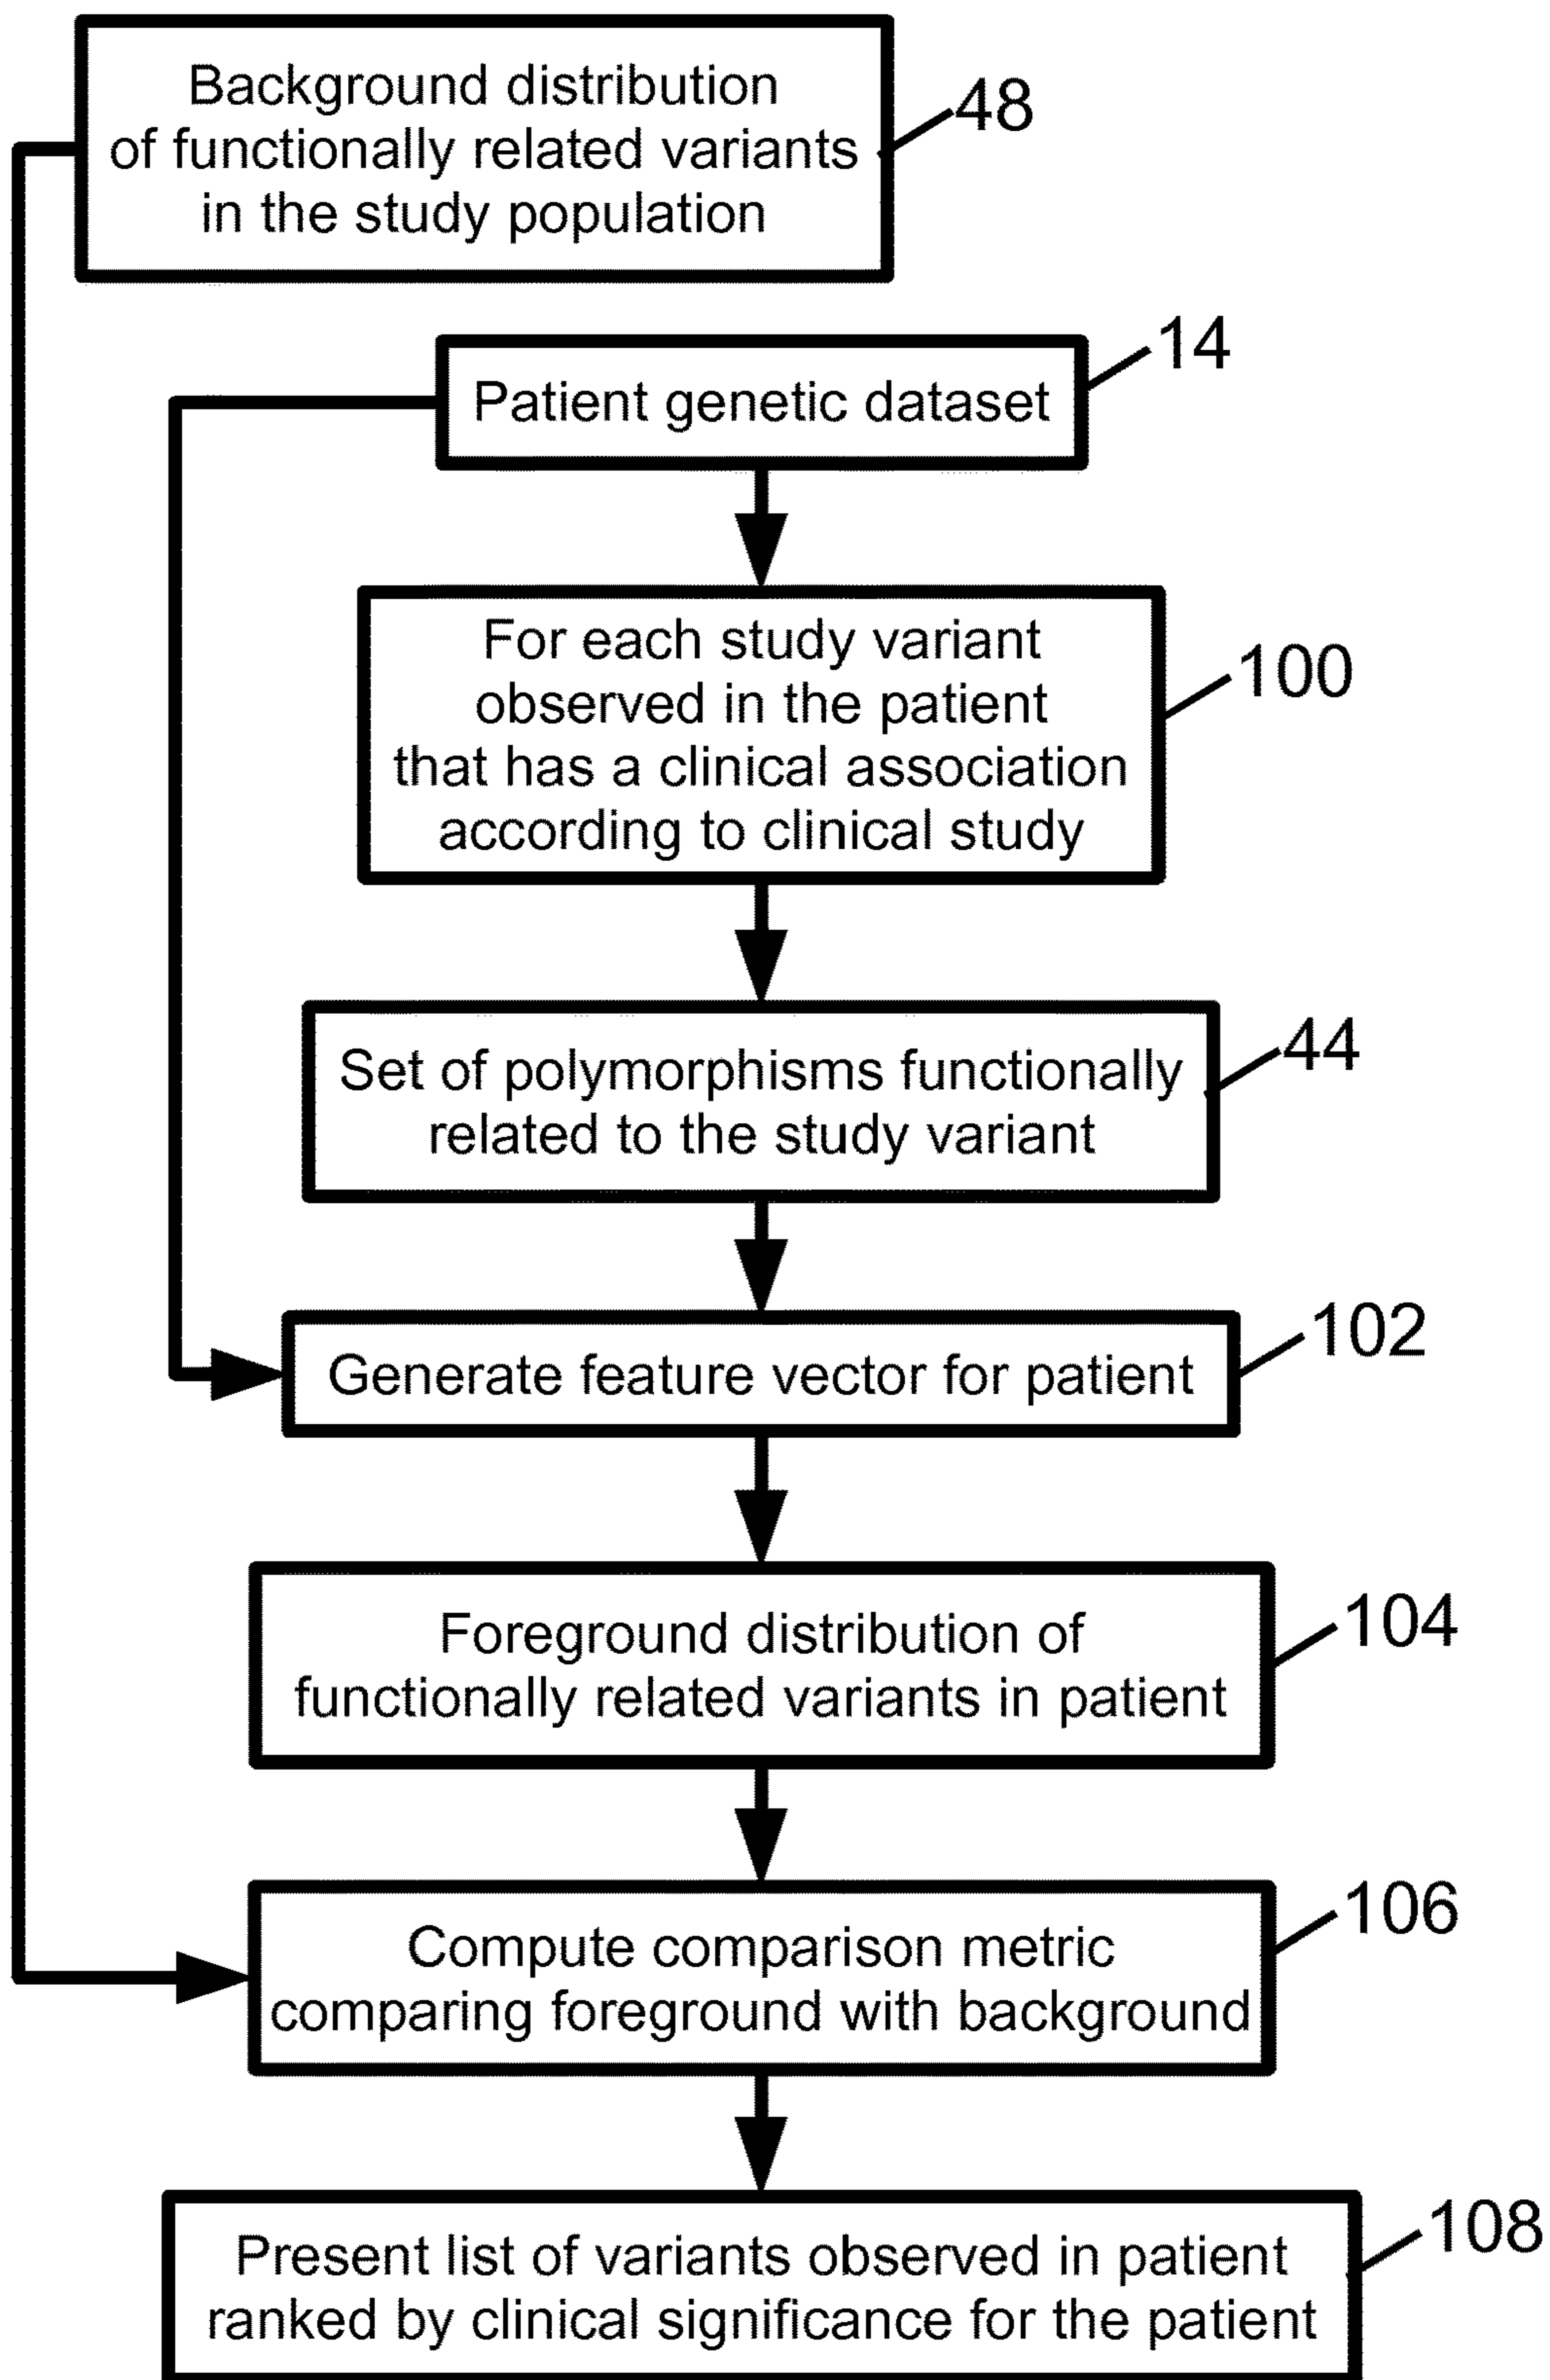 Background distribution
of functionally related variants
in the study population
48
14
Patient genetic dataset
For each study variant
observed in the patient
that has a clinical association
according to clinical study
100
Set of polymorphisms functionally
related to the study variant
44
Generate feature vector for patient
102
Foreground distribution of
functionally related variants in patient
104
Compute comparison metric
comparing foreground with background
106
Present list of variants observed in patient
ranked by clinical significance for the patient
108